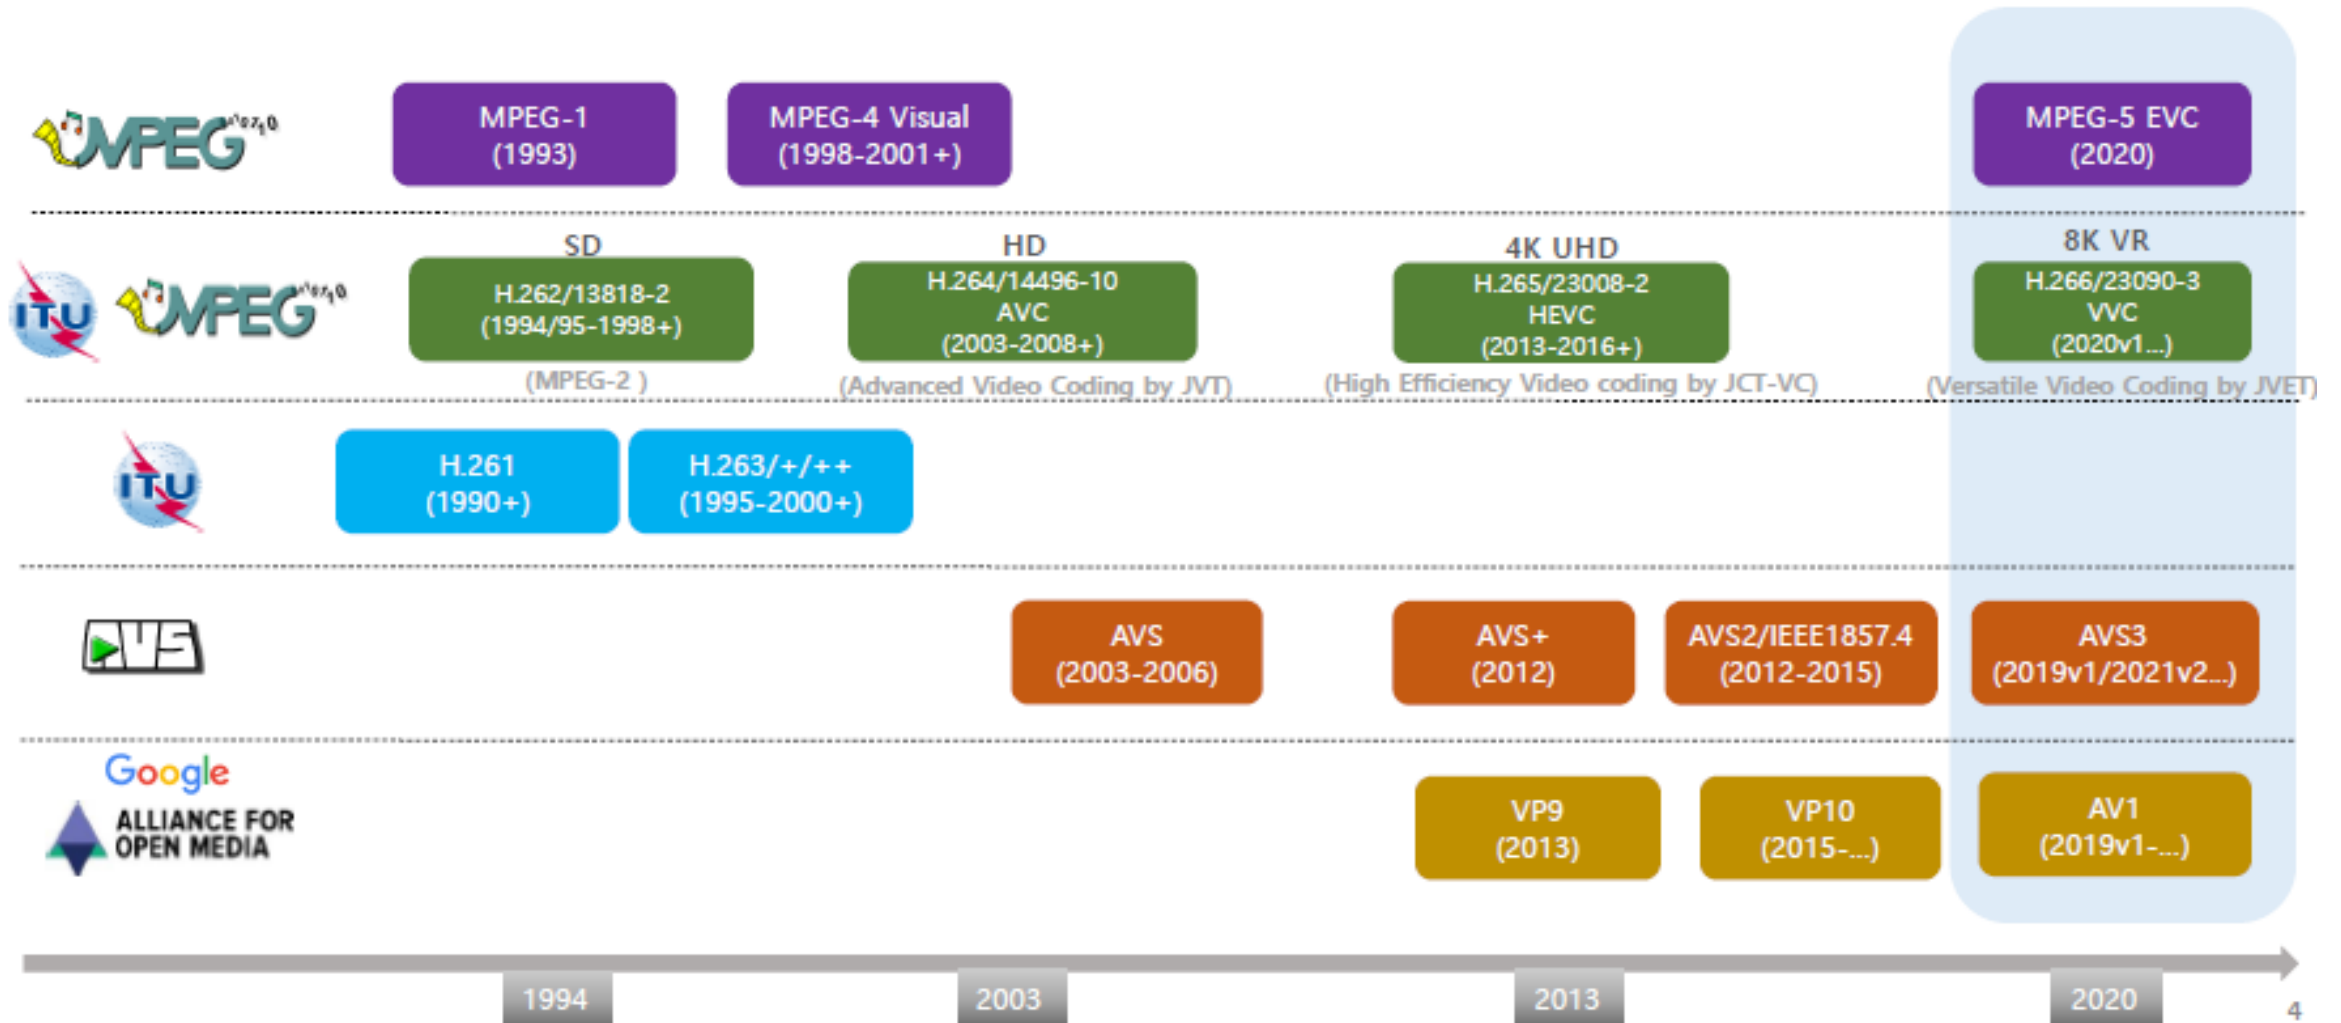 MPEG
MPEG-1
(1993)
MPEG-4 Visual
(1998-2001+)
MPEG-5 EVC
(2020)
ITU
MPEG
SD
H.262/13818-2
(1994/95-1998+)
(MPEG-2 )
HD
H.264/14496-10
AVC
(2003-2008+)
(Advanced Video Coding by JVT)
4K UHD
H.265/23008-2
HEVC
(2013-2016+)
(High Efficiency Video coding by JCT-VC)
8K VR
H.266/23090-3
VVC
(2020v1...)
(Versatile Video Coding by JVET)
ITU
H.261
(1990+)
H.263/+/++
(1995-2000+)
AVS
AVS
(2003-2006)
AVS+
(2012)
AVS2/IEEE1857.4
(2012-2015)
AVS3
(2019v1/2021v2...)
Google
ALLIANCE FOR
OPEN MEDIA
VP9
(2013)
VP10
(2015-...)
AV1
(2019v1-...)
1994
2003
2013
2020
4